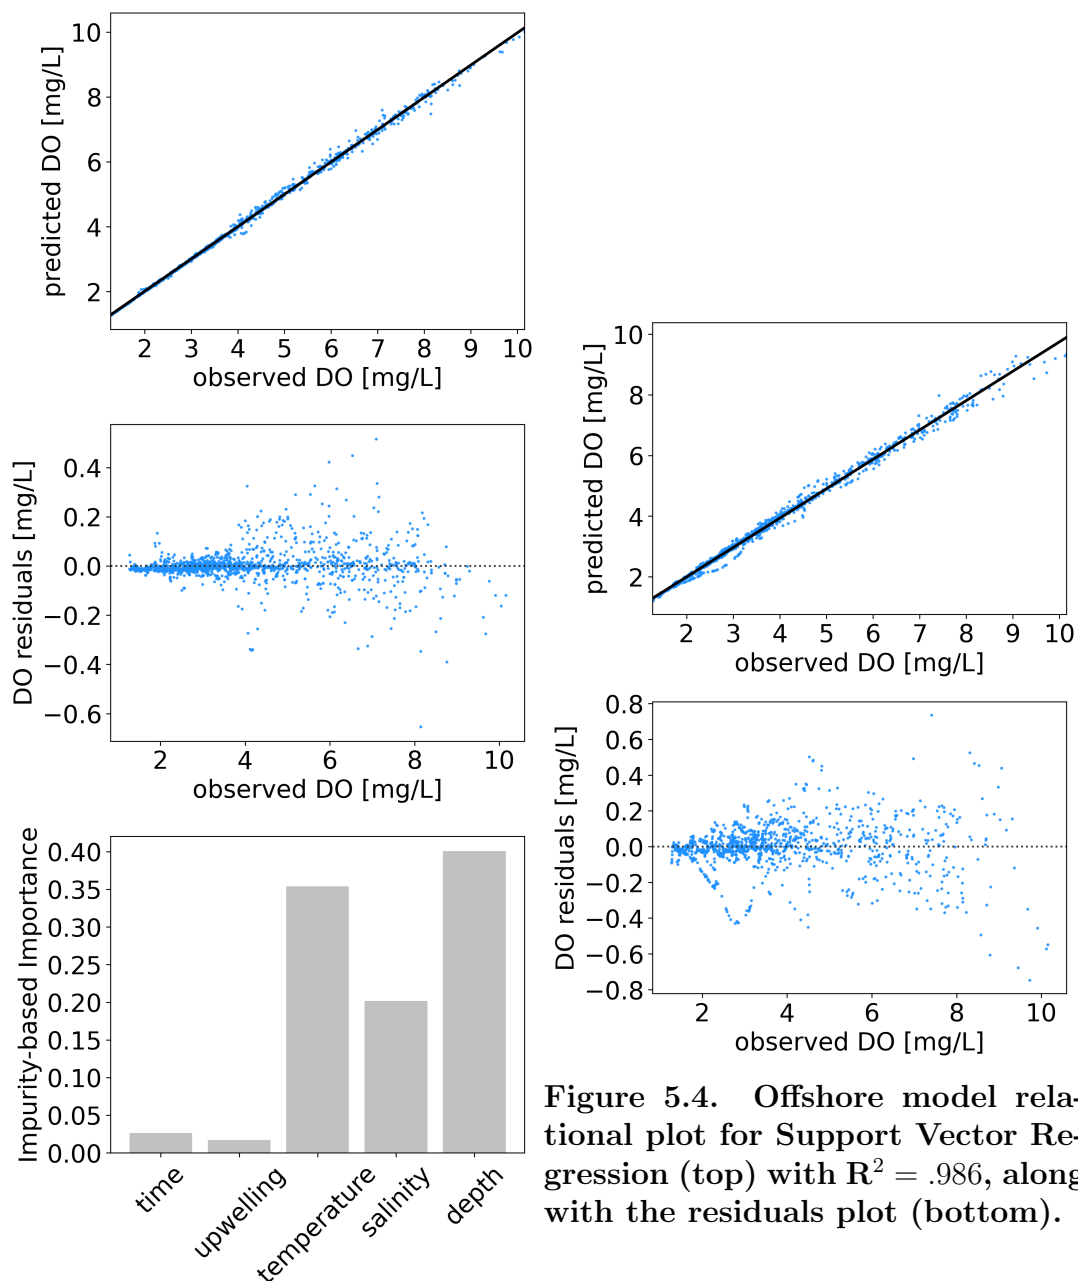 10
8
6
4
2
predicted DO [mg/L]
2 3 4 5 6 7 8 9 10
observed DO [mg/L]
0.4
0.2
0.0
−0.2
−0.4
−0.6
DO residuals [mg/L]
2 4 6 8 10
observed DO [mg/L]
0.40
0.35
0.30
0.25
0.20
0.15
0.10
0.05
0.00
Impurity-based Importance
time
upwelling
temperature
salinity
depth
10
8
6
4
2
predicted DO [mg/L]
2 3 4 5 6 7 8 9 10
observed DO [mg/L]
0.8
0.6
0.4
0.2
0.0
−0.2
−0.4
−0.6
−0.8
DO residuals [mg/L]
2 4 6 8 10
observed DO [mg/L]
Figure 5.4. Offshore model rela-
tional plot for Support Vector Re-
gression (top) with R² = .986, along
with the residuals plot (bottom).